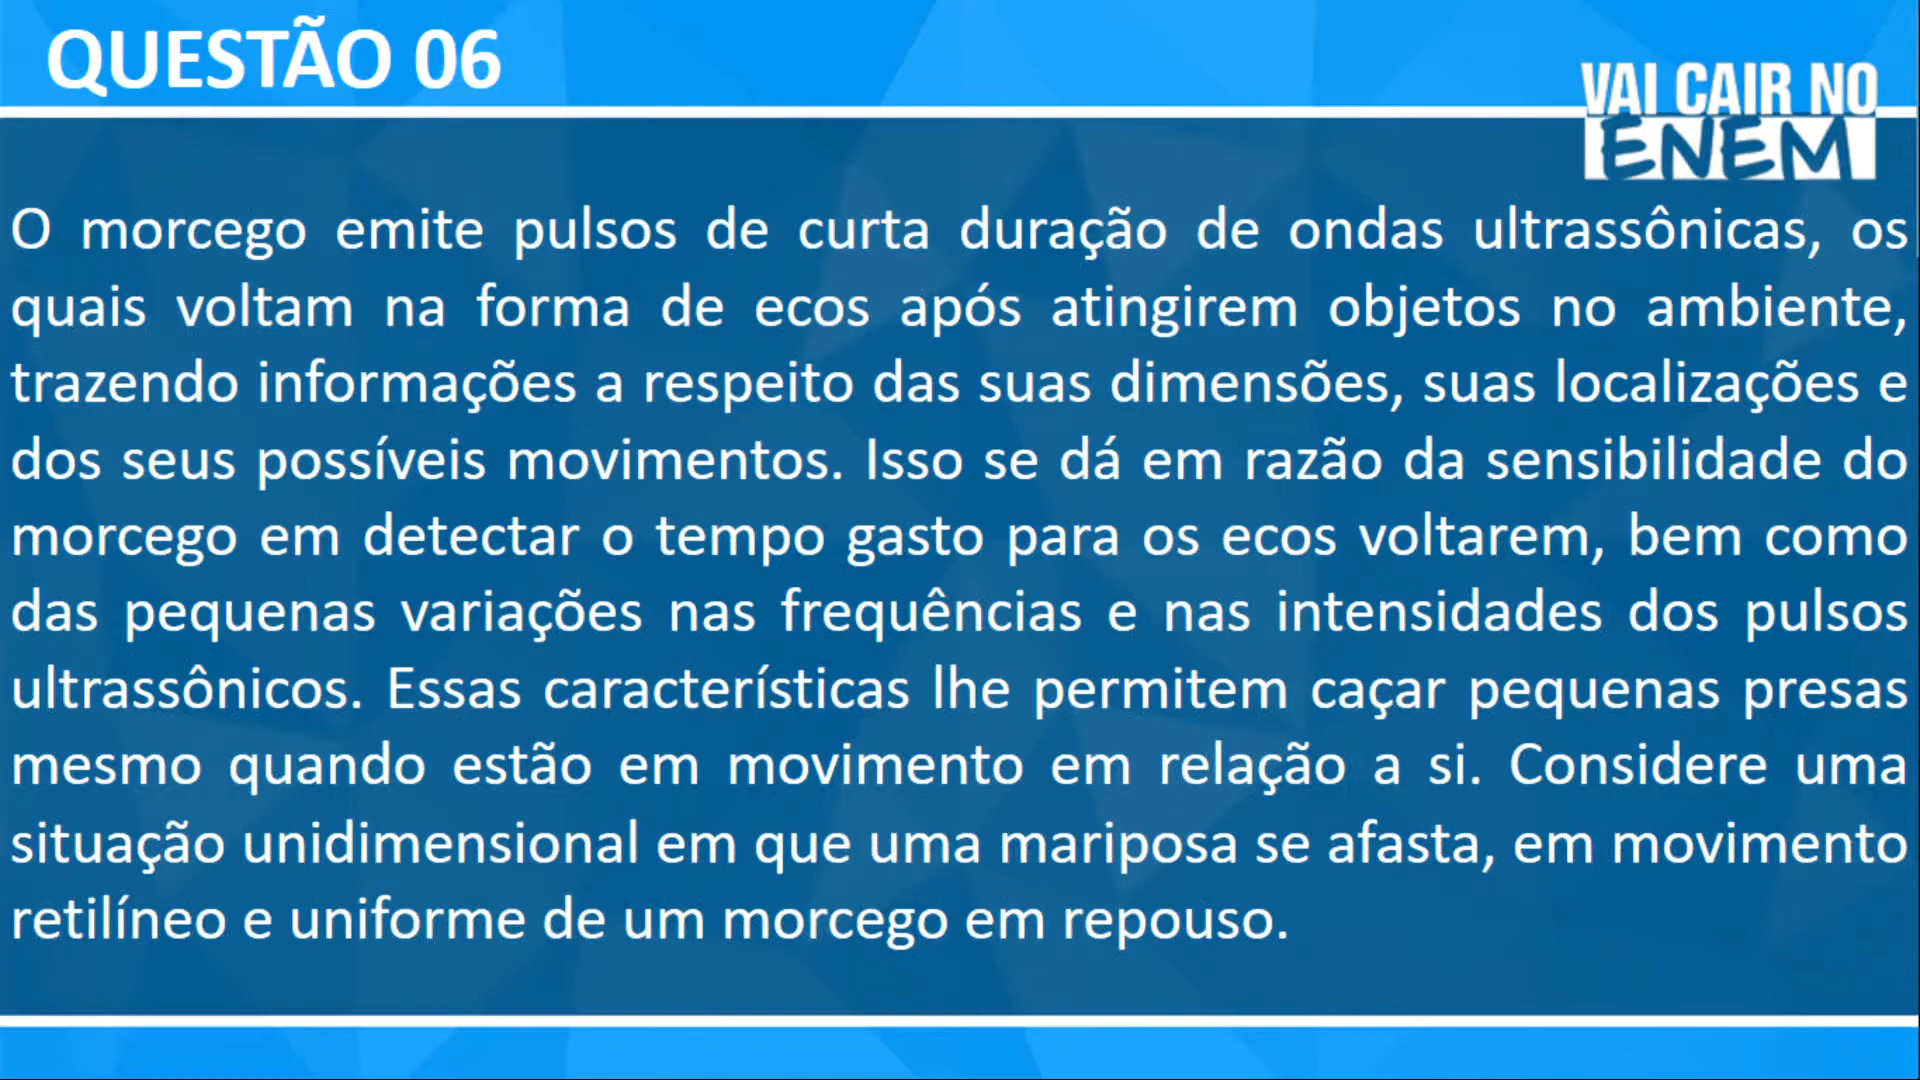 QUESTÃO 06
VAI CAIR NO
ENEM
O morcego emite pulsos de curta duração de ondas ultrassônicas, os
quais voltam na forma de ecos após atingirem objetos no ambiente,
trazendo informações a respeito das suas dimensões, suas localizações e
dos seus possíveis movimentos. Isso se dá em razão da sensibilidade do
morcego em detectar o tempo gasto para os ecos voltarem, bem como
das pequenas variações nas frequências e nas intensidades dos pulsos
ultrassônicos. Essas características lhe permitem caçar pequenas presas
mesmo quando estão em movimento em relação a si. Considere uma
situação unidimensional em que uma mariposa se afasta, em movimento
retilíneo e uniforme de um morcego em repouso.